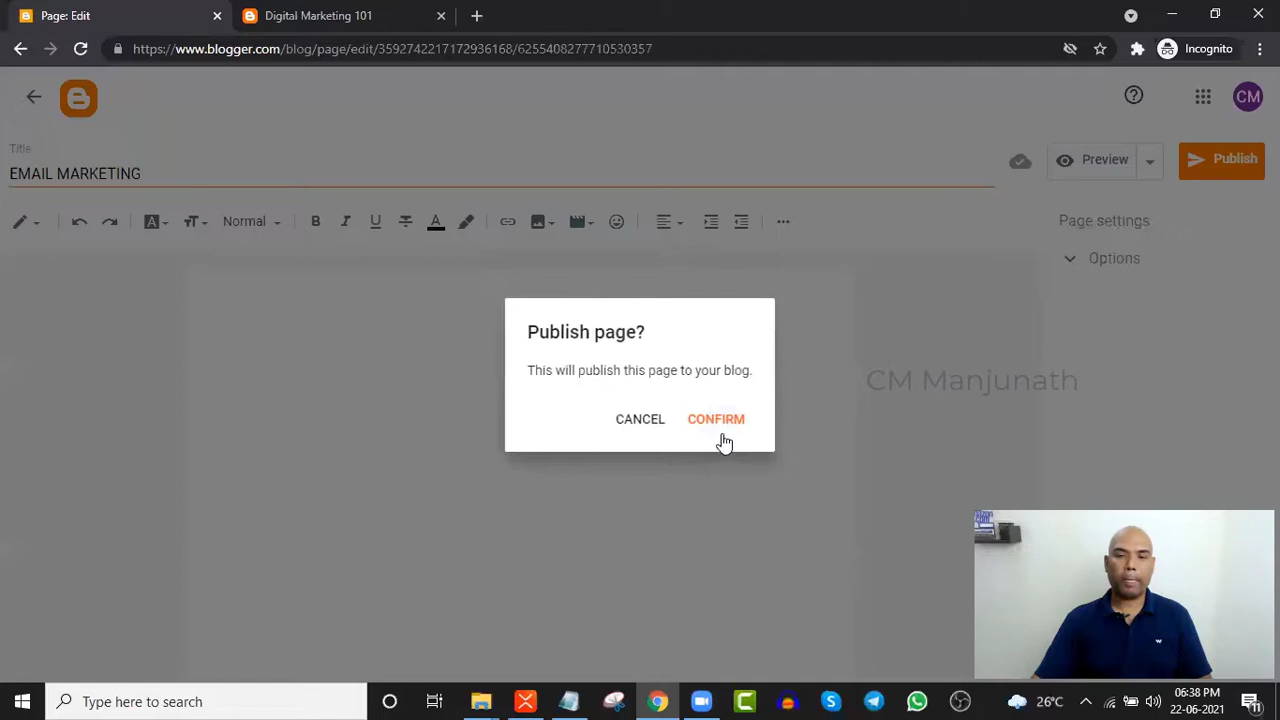 Page: Edit
Digital Marketing 101
https://www.blogger.com/blog/page/edit/3592742217172936168/6255408277710530357
Incognito
CM
Title
EMAIL MARKETING
Preview
Publish
Normal
Page settings
Options
Publish page?
This will publish this page to your blog.
CANCEL
CONFIRM
CM Manjunath
Type here to search
26°C
06:38 PM
22-06-2021